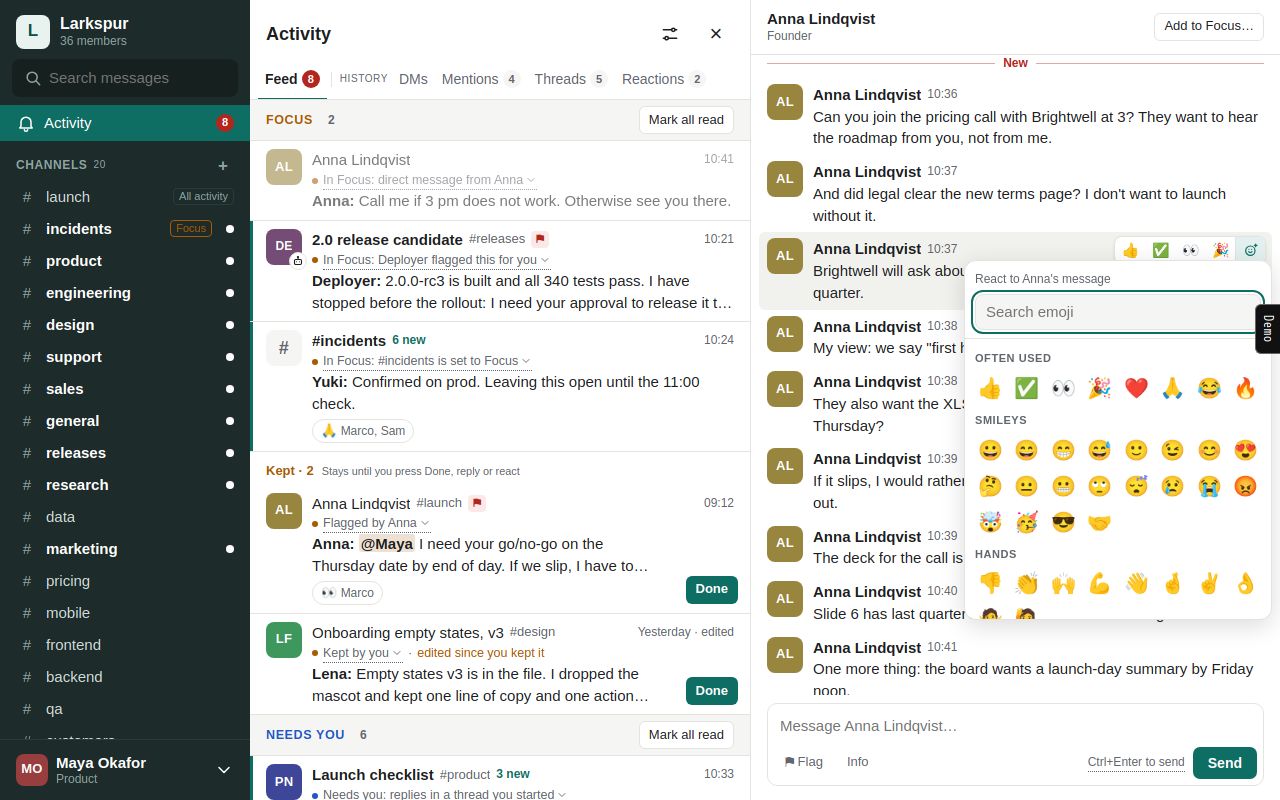 L
Larkspur
36 members
Search messages
Activity
8
CHANNELS 20
+
# launch
All activity
# incidents
Focus
# product
# engineering
# design
# support
# sales
# general
# releases
# research
# data
# marketing
# pricing
# mobile
# frontend
# backend
# qa
# customers
MO
Maya Okafor
Product
Activity
Feed 8
HISTORY
DMs
Mentions 4
Threads 5
Reactions 2
FOCUS 2
Mark all read
AL
Anna Lindqvist
10:41
In Focus: direct message from Anna
Anna: Call me if 3 pm does not work. Otherwise see you there.
DE
2.0 release candidate #releases
10:21
In Focus: Deployer flagged this for you
Deployer: 2.0.0-rc3 is built and all 340 tests pass. I have
stopped before the rollout: I need your approval to release it t…
#
#incidents 6 new
10:24
In Focus: #incidents is set to Focus
Yuki: Confirmed on prod. Leaving this open until the 11:00
check.
Marco, Sam
Kept · 2 Stays until you press Done, reply or react
AL
Anna Lindqvist #launch
09:12
Flagged by Anna
Anna: @Maya I need your go/no-go on the
Thursday date by end of day. If we slip, I have to…
Marco
Done
LF
Onboarding empty states, v3 #design
Yesterday · edited
Kept by you · edited since you kept it
Lena: Empty states v3 is in the file. I dropped the
mascot and kept one line of copy and one action…
Done
NEEDS YOU 6
Mark all read
PN
Launch checklist #product 3 new
10:33
Needs you: replies in a thread you started
Anna Lindqvist
Founder
Add to Focus…
New
AL
Anna Lindqvist 10:36
Can you join the pricing call with Brightwell at 3? They want to hear
the roadmap from you, not from me.
AL
Anna Lindqvist 10:37
And did legal clear the new terms page? I don't want to launch
without it.
AL
Anna Lindqvist 10:37
Brightwell will ask abou
quarter.
AL
Anna Lindqvist 10:38
My view: we say "first h
AL
Anna Lindqvist 10:38
They also want the XLS
Thursday?
AL
Anna Lindqvist 10:39
If it slips, I would rather
out.
AL
Anna Lindqvist 10:39
The deck for the call is
AL
Anna Lindqvist 10:40
Slide 6 has last quarter
AL
Anna Lindqvist 10:41
One more thing: the board wants a launch-day summary by Friday
noon.
React to Anna's message
Search emoji
OFTEN USED
SMILEYS
HANDS
Demo
Message Anna Lindqvist…
Flag
Info
Ctrl+Enter to send
Send